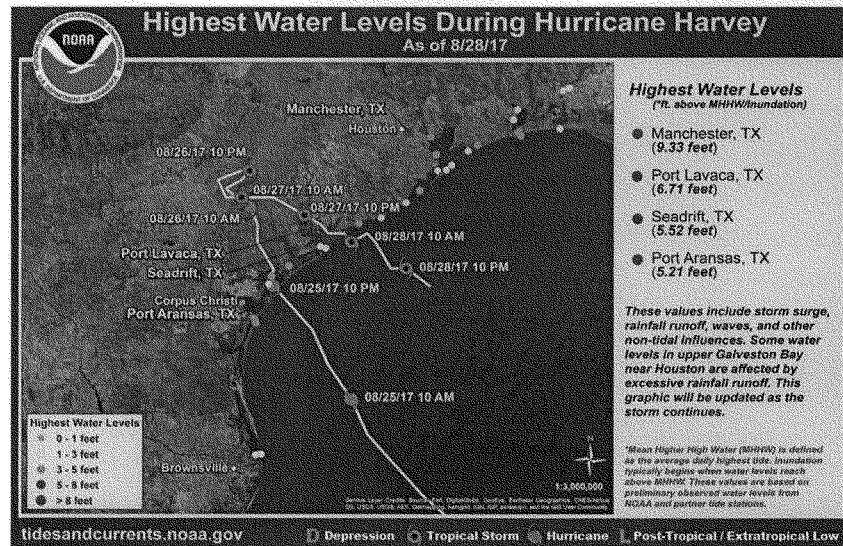 Highest Water Levels During Hurricane Harvey
As of 8/28/17
NOAA
Manchester, TX
Houston
08/26/17 10 PM
08/27/17 10 AM
08/26/17 10 AM
08/27/17 10 PM
08/28/17 10 AM
Port Lavaca, TX
Seadrift, TX
08/28/17 10 PM
08/25/17 10 PM
Corpus Christi
Port Aransas, TX
08/25/17 10 AM
Brownsville
Highest Water Levels
0 - 1 feet
1 - 3 feet
3 - 5 feet
5 - 8 feet
> 8 feet
N
1:3,000,000
Highest Water Levels
(*ft. above MHHW/Inundation)
Manchester, TX
(9.33 feet)
Port Lavaca, TX
(6.71 feet)
Seadrift, TX
(5.52 feet)
Port Aransas, TX
(5.21 feet)
These values include storm surge,
rainfall runoff, waves, and other
non-tidal influences. Some water
levels in upper Galveston Bay
near Houston are affected by
excessive rainfall runoff. This
graphic will be updated as the
storm continues.
*Mean Higher High Water (MHHW) is defined
as the average daily highest tide. Inundation
typically begins when water levels reach
above MHHW. These values are based on
preliminary observed water levels from
NOAA and partner tide stations.
tidesandcurrents.noaa.gov
D Depression
Tropical Storm
Hurricane
L Post-Tropical / Extratropical Low